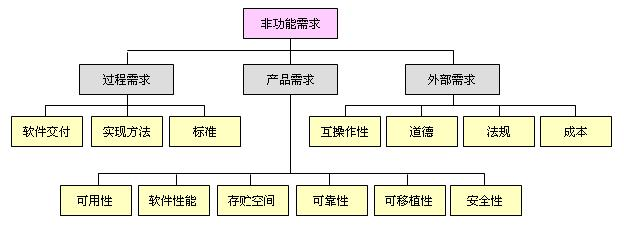 非功能需求
过程需求
产品需求
外部需求
软件交付
实现方法
标准
互操作性
道德
法规
成本
可用性
软件性能
存贮空间
可靠性
可移植性
安全性